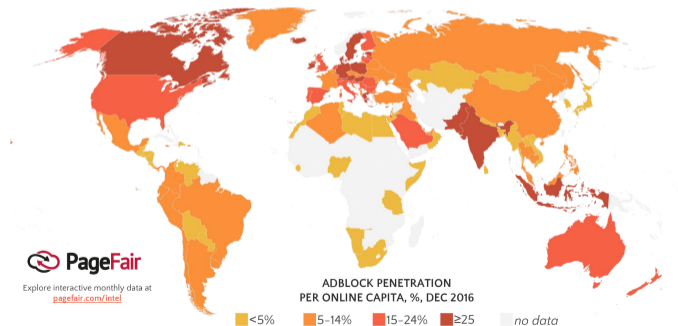 PageFair
Explore interactive monthly data at
pagefair.com/intel
ADBLOCK PENETRATION
PER ONLINE CAPITA, %, DEC 2016
<5%
5–14%
15–24%
≥25
no data